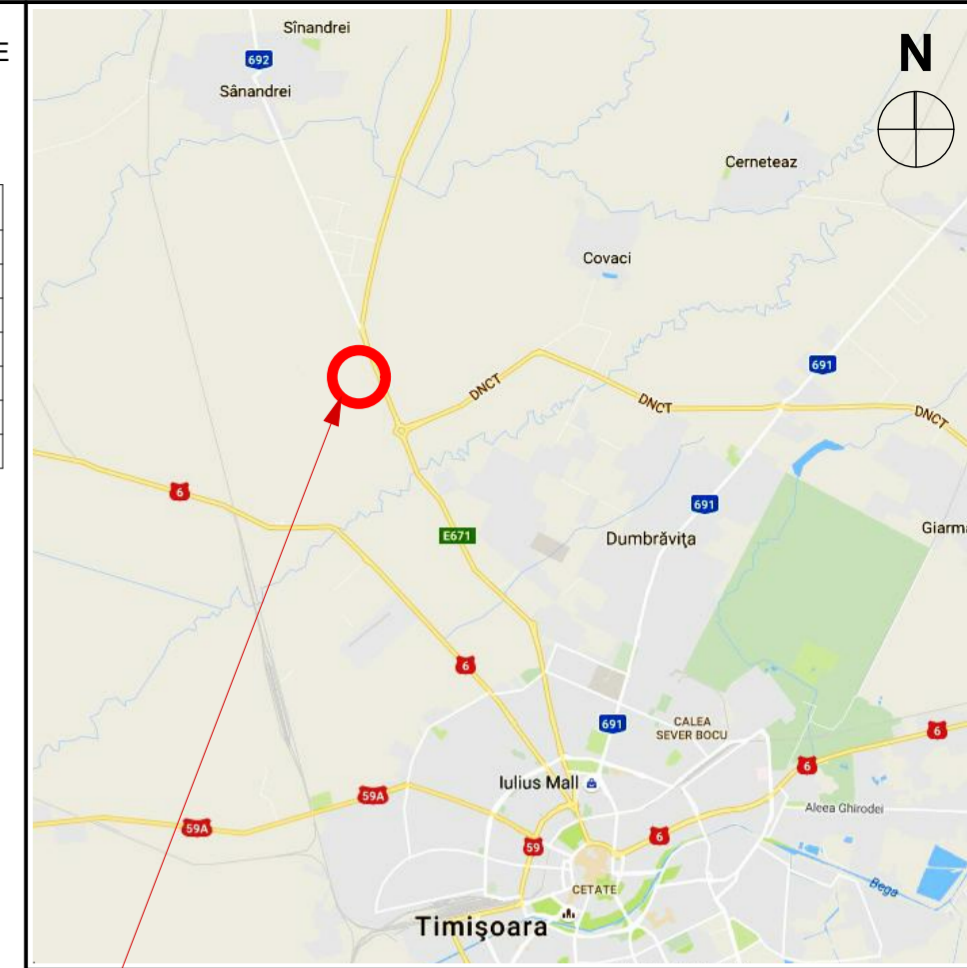 E
Sînandrei
692
Sânandrei
N
Cerneteaz
Covaci
691
DNCT
DNCT
DNCT
6
691
E671
Dumbrăviţa
Giarma
6
691
CALEA
SEVER BOCU
6
6
Iulius Mall
59A
Aleea Ghirodei
59A
6
59
CETATE
Bega
Timişoara